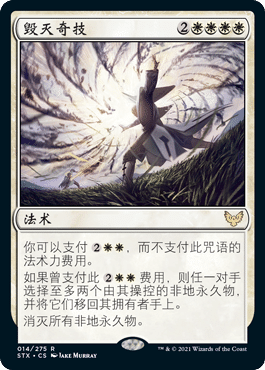 毁灭奇技 2
法术
你可以支付 2，而不支付此咒语的
法术力费用。
如果曾支付此 2 费用，则任一对手
选择至多两个由其操控的非地永久物，
并将它们移回其拥有者手上。
消灭所有非地永久物。
014/275 R
STX • CS JAKE MURRAY
™ & © 2021 Wizards of the Coast